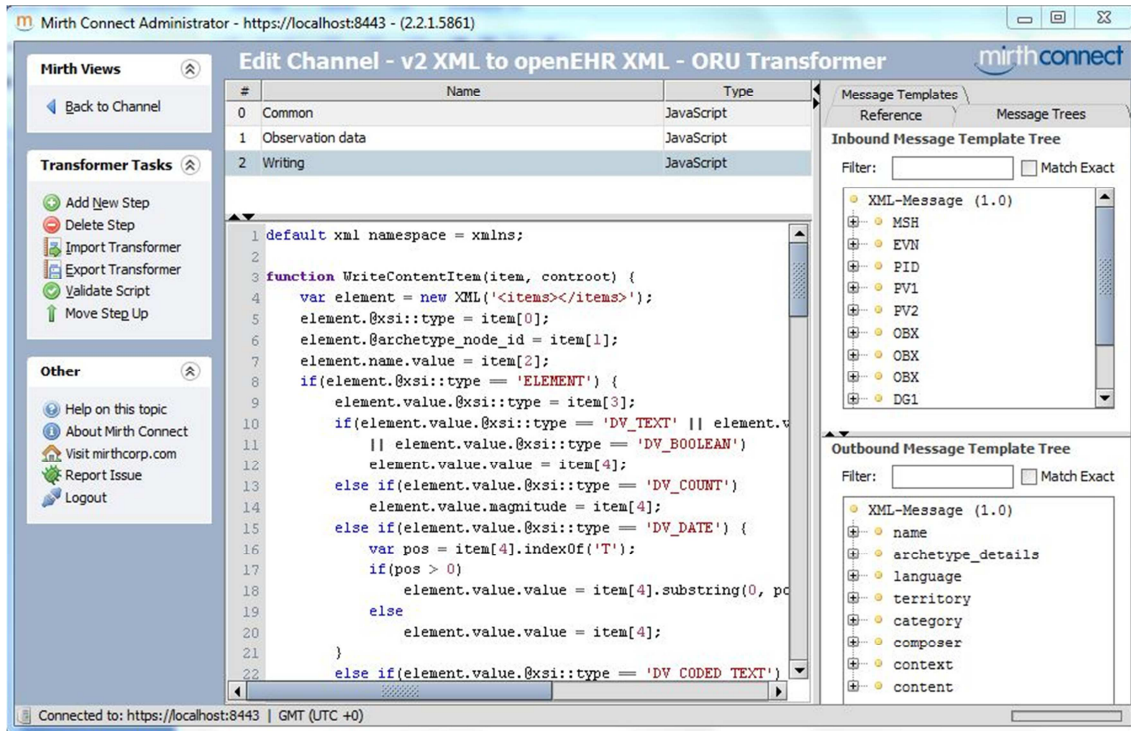 Mirth Connect Administrator - https://localhost:8443 - (2.2.1.5861)
Mirth Views
Back to Channel
Transformer Tasks
Add New Step
Delete Step
Import Transformer
Export Transformer
Validate Script
Move Step Up
Other
Help on this topic
About Mirth Connect
Visit mirthcorp.com
Report Issue
Logout
Edit Channel - v2 XML to openEHR XML - ORU Transformer
mirthconnect
# Name Type
0 Common JavaScript
1 Observation data JavaScript
2 Writing JavaScript
1 default xml namespace = xmlns;
2
3 function WriteContentItem(item, controot) {
4 var element = new XML('<items></items>');
5 element.@xsi::type = item[0];
6 element.@archetype_node_id = item[1];
7 element.name.value = item[2];
8 if(element.@xsi::type == 'ELEMENT') {
9 element.value.@xsi::type = item[3];
10 if(element.value.@xsi::type == 'DV_TEXT' || element.v
11 || element.value.@xsi::type == 'DV_BOOLEAN')
12 element.value.value = item[4];
13 else if(element.value.@xsi::type == 'DV_COUNT')
14 element.value.magnitude = item[4];
15 else if(element.value.@xsi::type == 'DV_DATE') {
16 var pos = item[4].indexOf('T');
17 if(pos > 0)
18 element.value.value = item[4].substring(0, po
19 else
20 element.value.value = item[4];
21 }
22 else if(element.value.@xsi::type == 'DV_CODED_TEXT')
Message Templates
Reference Message Trees
Inbound Message Template Tree
Filter: Match Exact
XML-Message (1.0)
MSH
EVN
PID
PV1
PV2
OBX
OBX
OBX
DG1
Outbound Message Template Tree
Filter: Match Exact
XML-Message (1.0)
name
archetype_details
language
territory
category
composer
context
content
Connected to: https://localhost:8443 | GMT (UTC +0)